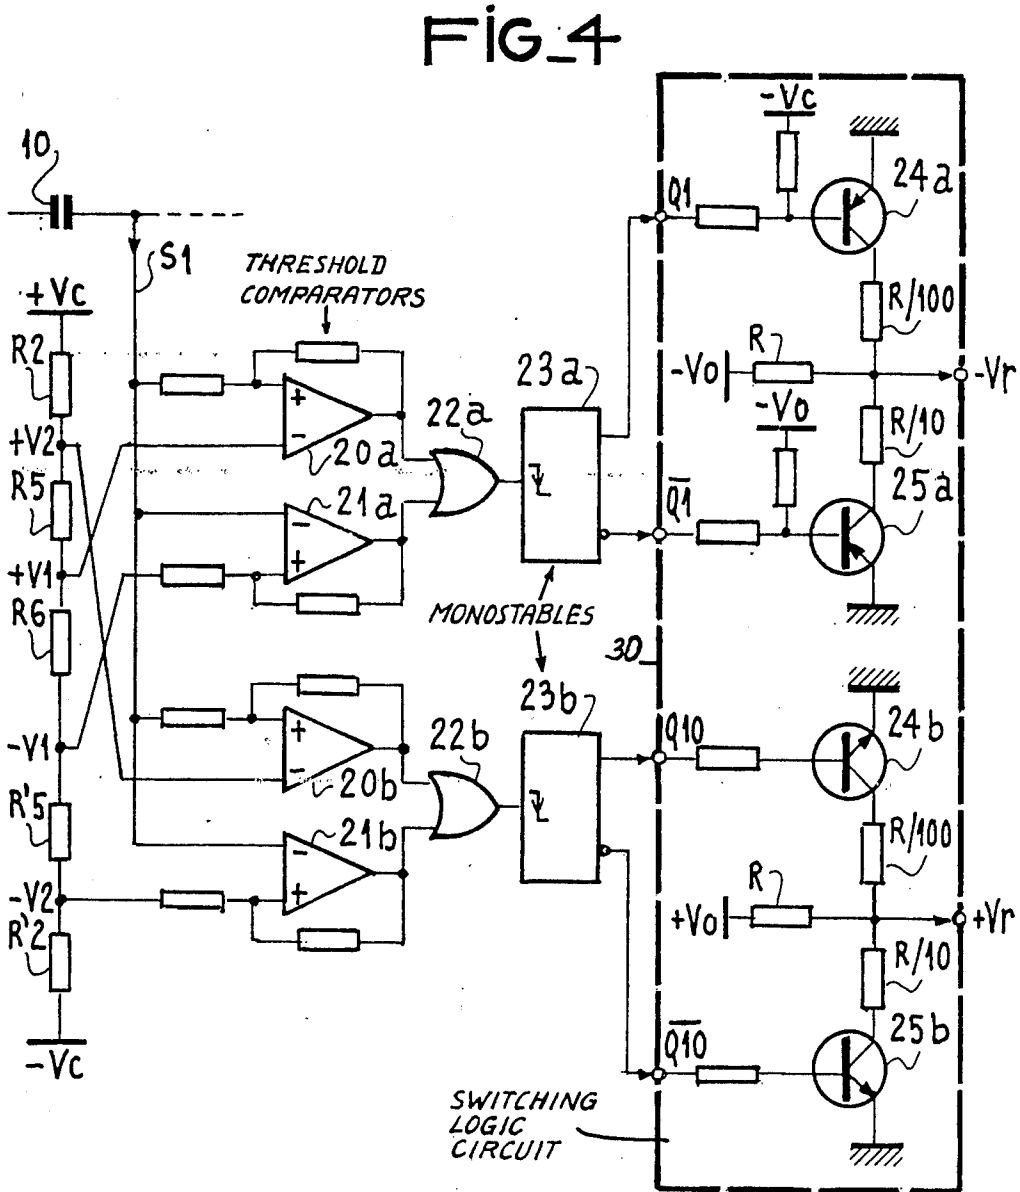 FIG_4
-Vc
10
Q1
24a
S1
THRESHOLD
COMPARATORS
+Vc
R/100
R2
23a
R
-Vo
-Vr
22a
-Vo
R/10
+
+V2
-
20a
R5
21a
Q1
25a
-
+
+V1
R6
MONOSTABLES
30
23b
Q10
24b
-V1
+
22b
-
20b
R'5
21b
R/100
-
R
+
-V2
+Vo
+Vr
R'2
R/10
Q10
25b
-Vc
SWITCHING
LOGIC
CIRCUIT